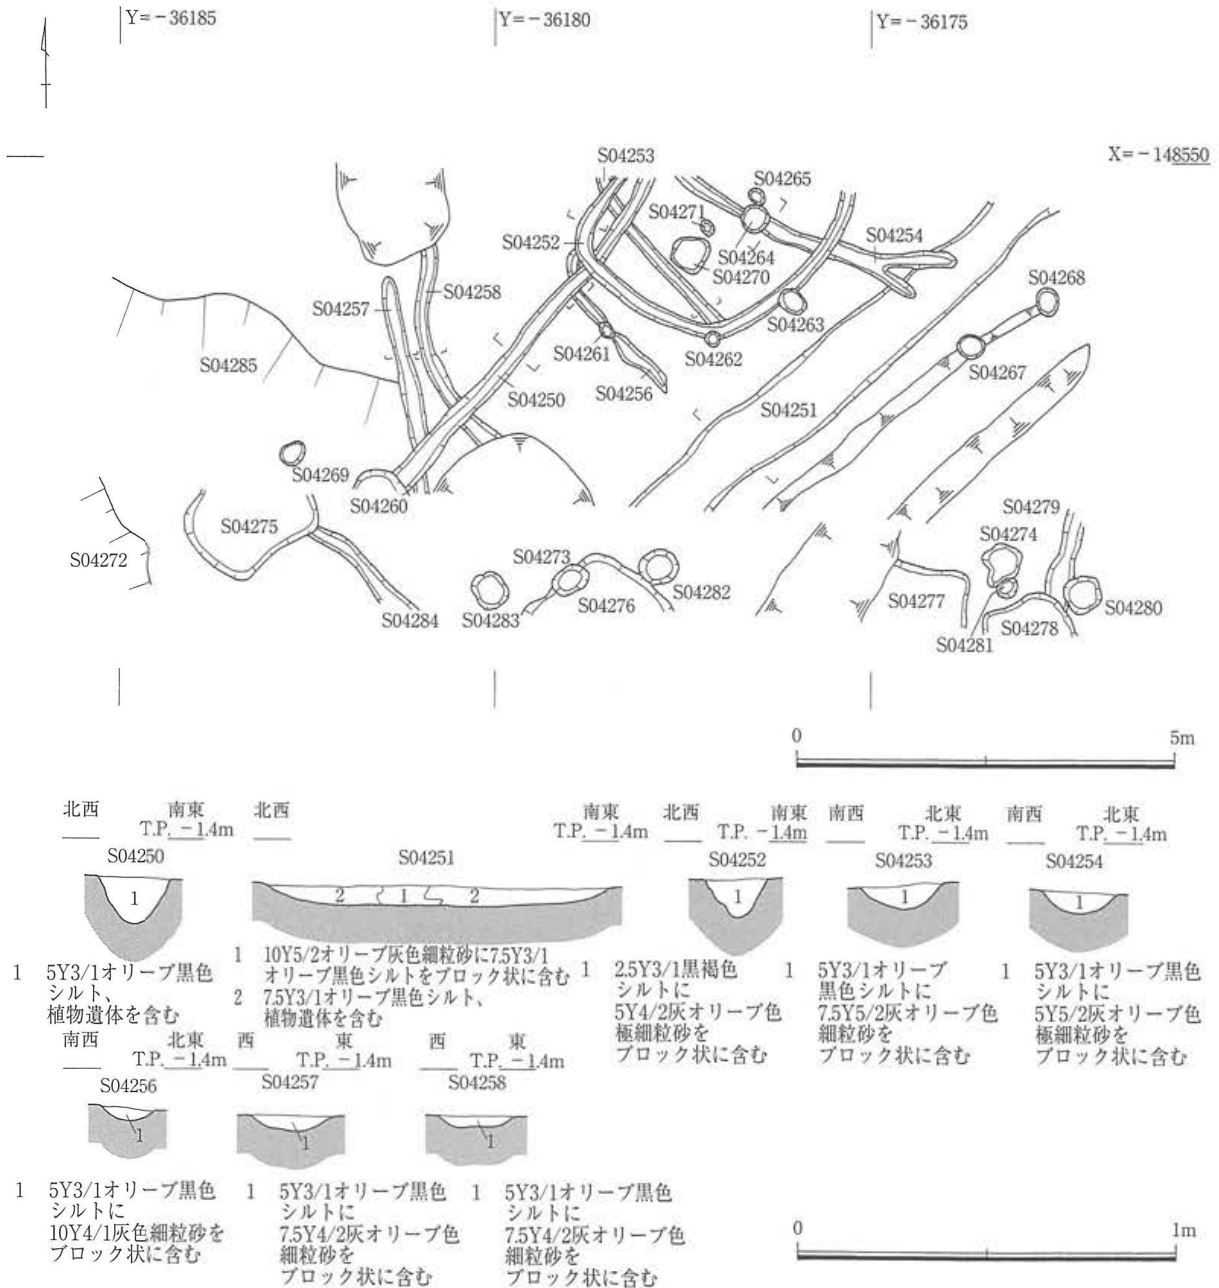 Y=－36185
Y=－36180
Y=－36175
X=－148550
S04253
S04265
S04271
S04252
S04254
S04264
S04270
S04268
S04257
S04258
S04263
S04285
S04261
S04262
S04267
S04250
S04256
S04251
S04269
S04260
S04275
S04279
S04274
S04272
S04273
S04282
S04276
S04277
S04280
S04284
S04283
S04281
S04278
0
5m
北西 南東
T.P. －1.4m
S04250
1
北西 南東
T.P. －1.4m
S04251
2 1 2
北西 南東
T.P. －1.4m
S04252
1
南西 北東
T.P. －1.4m
S04253
1
南西 北東
T.P. －1.4m
S04254
1
1 5Y3/1オリーブ黒色
シルト、
植物遺体を含む
1 10Y5/2オリーブ灰色細粒砂に7.5Y3/1
オリーブ黒色シルトをブロック状に含む
2 7.5Y3/1オリーブ黒色シルト、
植物遺体を含む
1 2.5Y3/1黒褐色
シルトに
5Y4/2灰オリーブ色
極細粒砂を
ブロック状に含む
1 5Y3/1オリーブ
黒色シルトに
7.5Y5/2灰オリーブ色
細粒砂を
ブロック状に含む
1 5Y3/1オリーブ黒色
シルトに
5Y5/2灰オリーブ色
極細粒砂を
ブロック状に含む
南西 北東
T.P. －1.4m
S04256
1
西 東
T.P. －1.4m
S04257
1
西 東
T.P. －1.4m
S04258
1
1 5Y3/1オリーブ黒色
シルトに
10Y4/1灰色細粒砂を
ブロック状に含む
1 5Y3/1オリーブ黒色
シルトに
7.5Y4/2灰オリーブ色
細粒砂を
ブロック状に含む
1 5Y3/1オリーブ黒色
シルトに
7.5Y4/2灰オリーブ色
細粒砂を
ブロック状に含む
0
1m